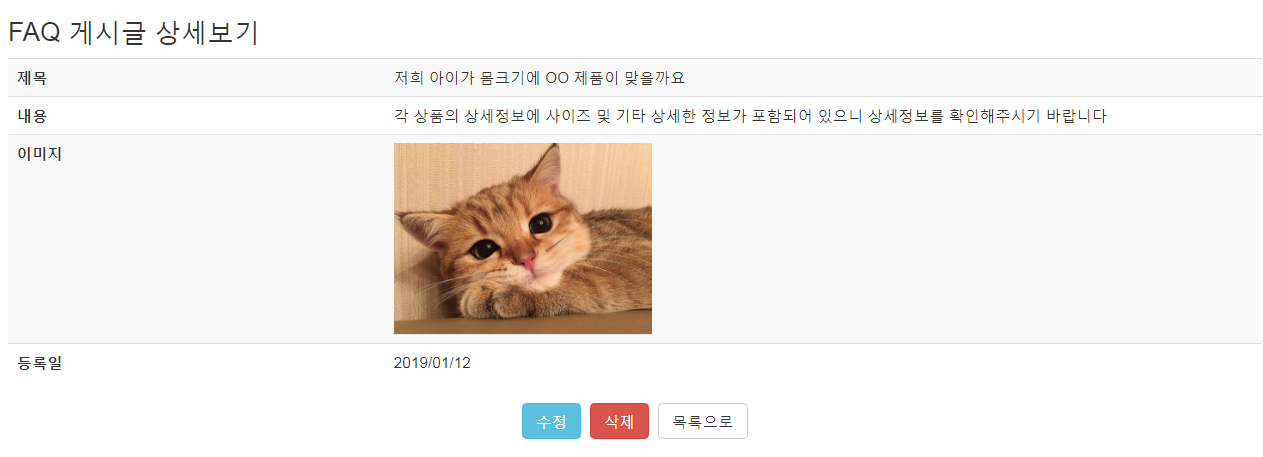 FAQ 게시글 상세보기
제목 저희 아이가 몸크기에 OO 제품이 맞을까요
내용 각 상품의 상세정보에 사이즈 및 기타 상세한 정보가 포함되어 있으니 상세정보를 확인해주시기 바랍니다
이미지
등록일 2019/01/12
수정 삭제 목록으로